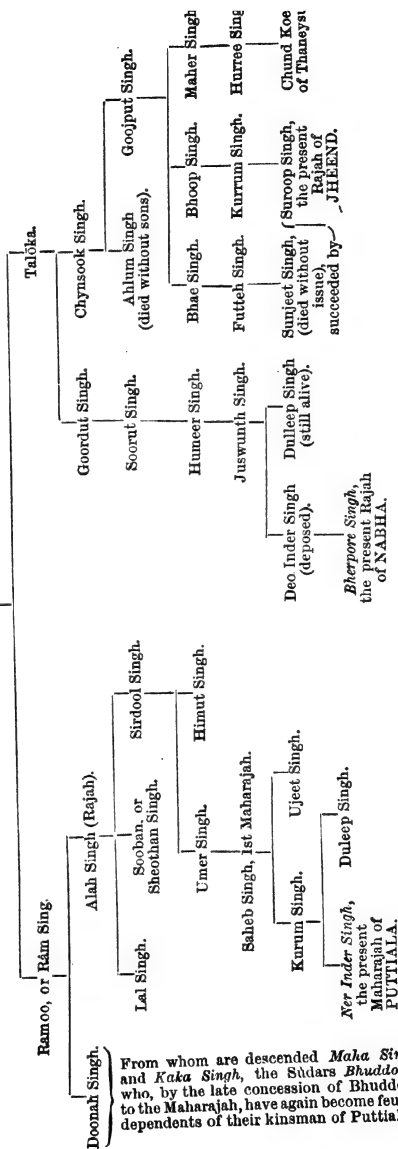 Ramoo, or Râm Sing.
Talōka.
Doonah Singh.
Alah Singh (Rajah).
Goordut Singh.
Chynsook Singh.
From whom are descended Maha Sin
and Kaka Singh, the Sûdars Bhuddo
who, by the late concession of Bhudd
to the Maharajah, have again become feu
dependents of their kinsman of Puttial
Lal Singh.
Sooban, or
Sheothan Singh.
Sirdool Singh.
Soorut Singh.
Ahlum Singh
(died without sons).
Goojput Singh.
Umer Singh.
Himut Singh.
Humeer Singh.
Bhae Singh.
Bhoop Singh.
Maher Singh
Saheb Singh, 1st Maharajah.
Juswunth Singh.
Futteh Singh.
Kurrum Singh.
Hurree Sing
Kurum Singh.
Ujeet Singh.
Deo Inder Singh
(deposed).
Dulleep Singh
(still alive).
Sunjeet Singh,
(died without
issue),
succeeded by
Suroop Singh,
the present
Rajah of
JHEEND.
Chund Koe
of Thaneysu
Ner Inder Singh,
the present
Maharajah of
PUTTIALA.
Duleep Singh.
Bherpore Singh,
the present Rajah
of NABHA.